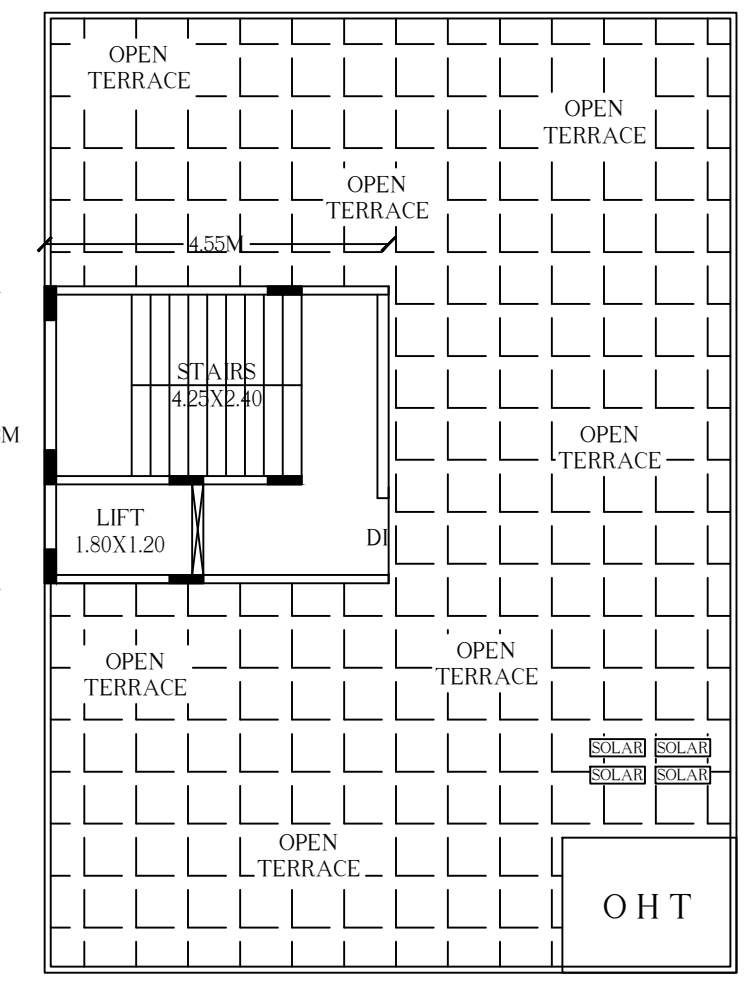 OPEN
TERRACE
OPEN
TERRACE
OPEN
TERRACE
4.55M
STAIRS
4.25X2.40
M
OPEN
TERRACE
LIFT
1.80X1.20
DI
OPEN
TERRACE
OPEN
TERRACE
SOLAR SOLAR
SOLAR SOLAR
OPEN
TERRACE
OHT